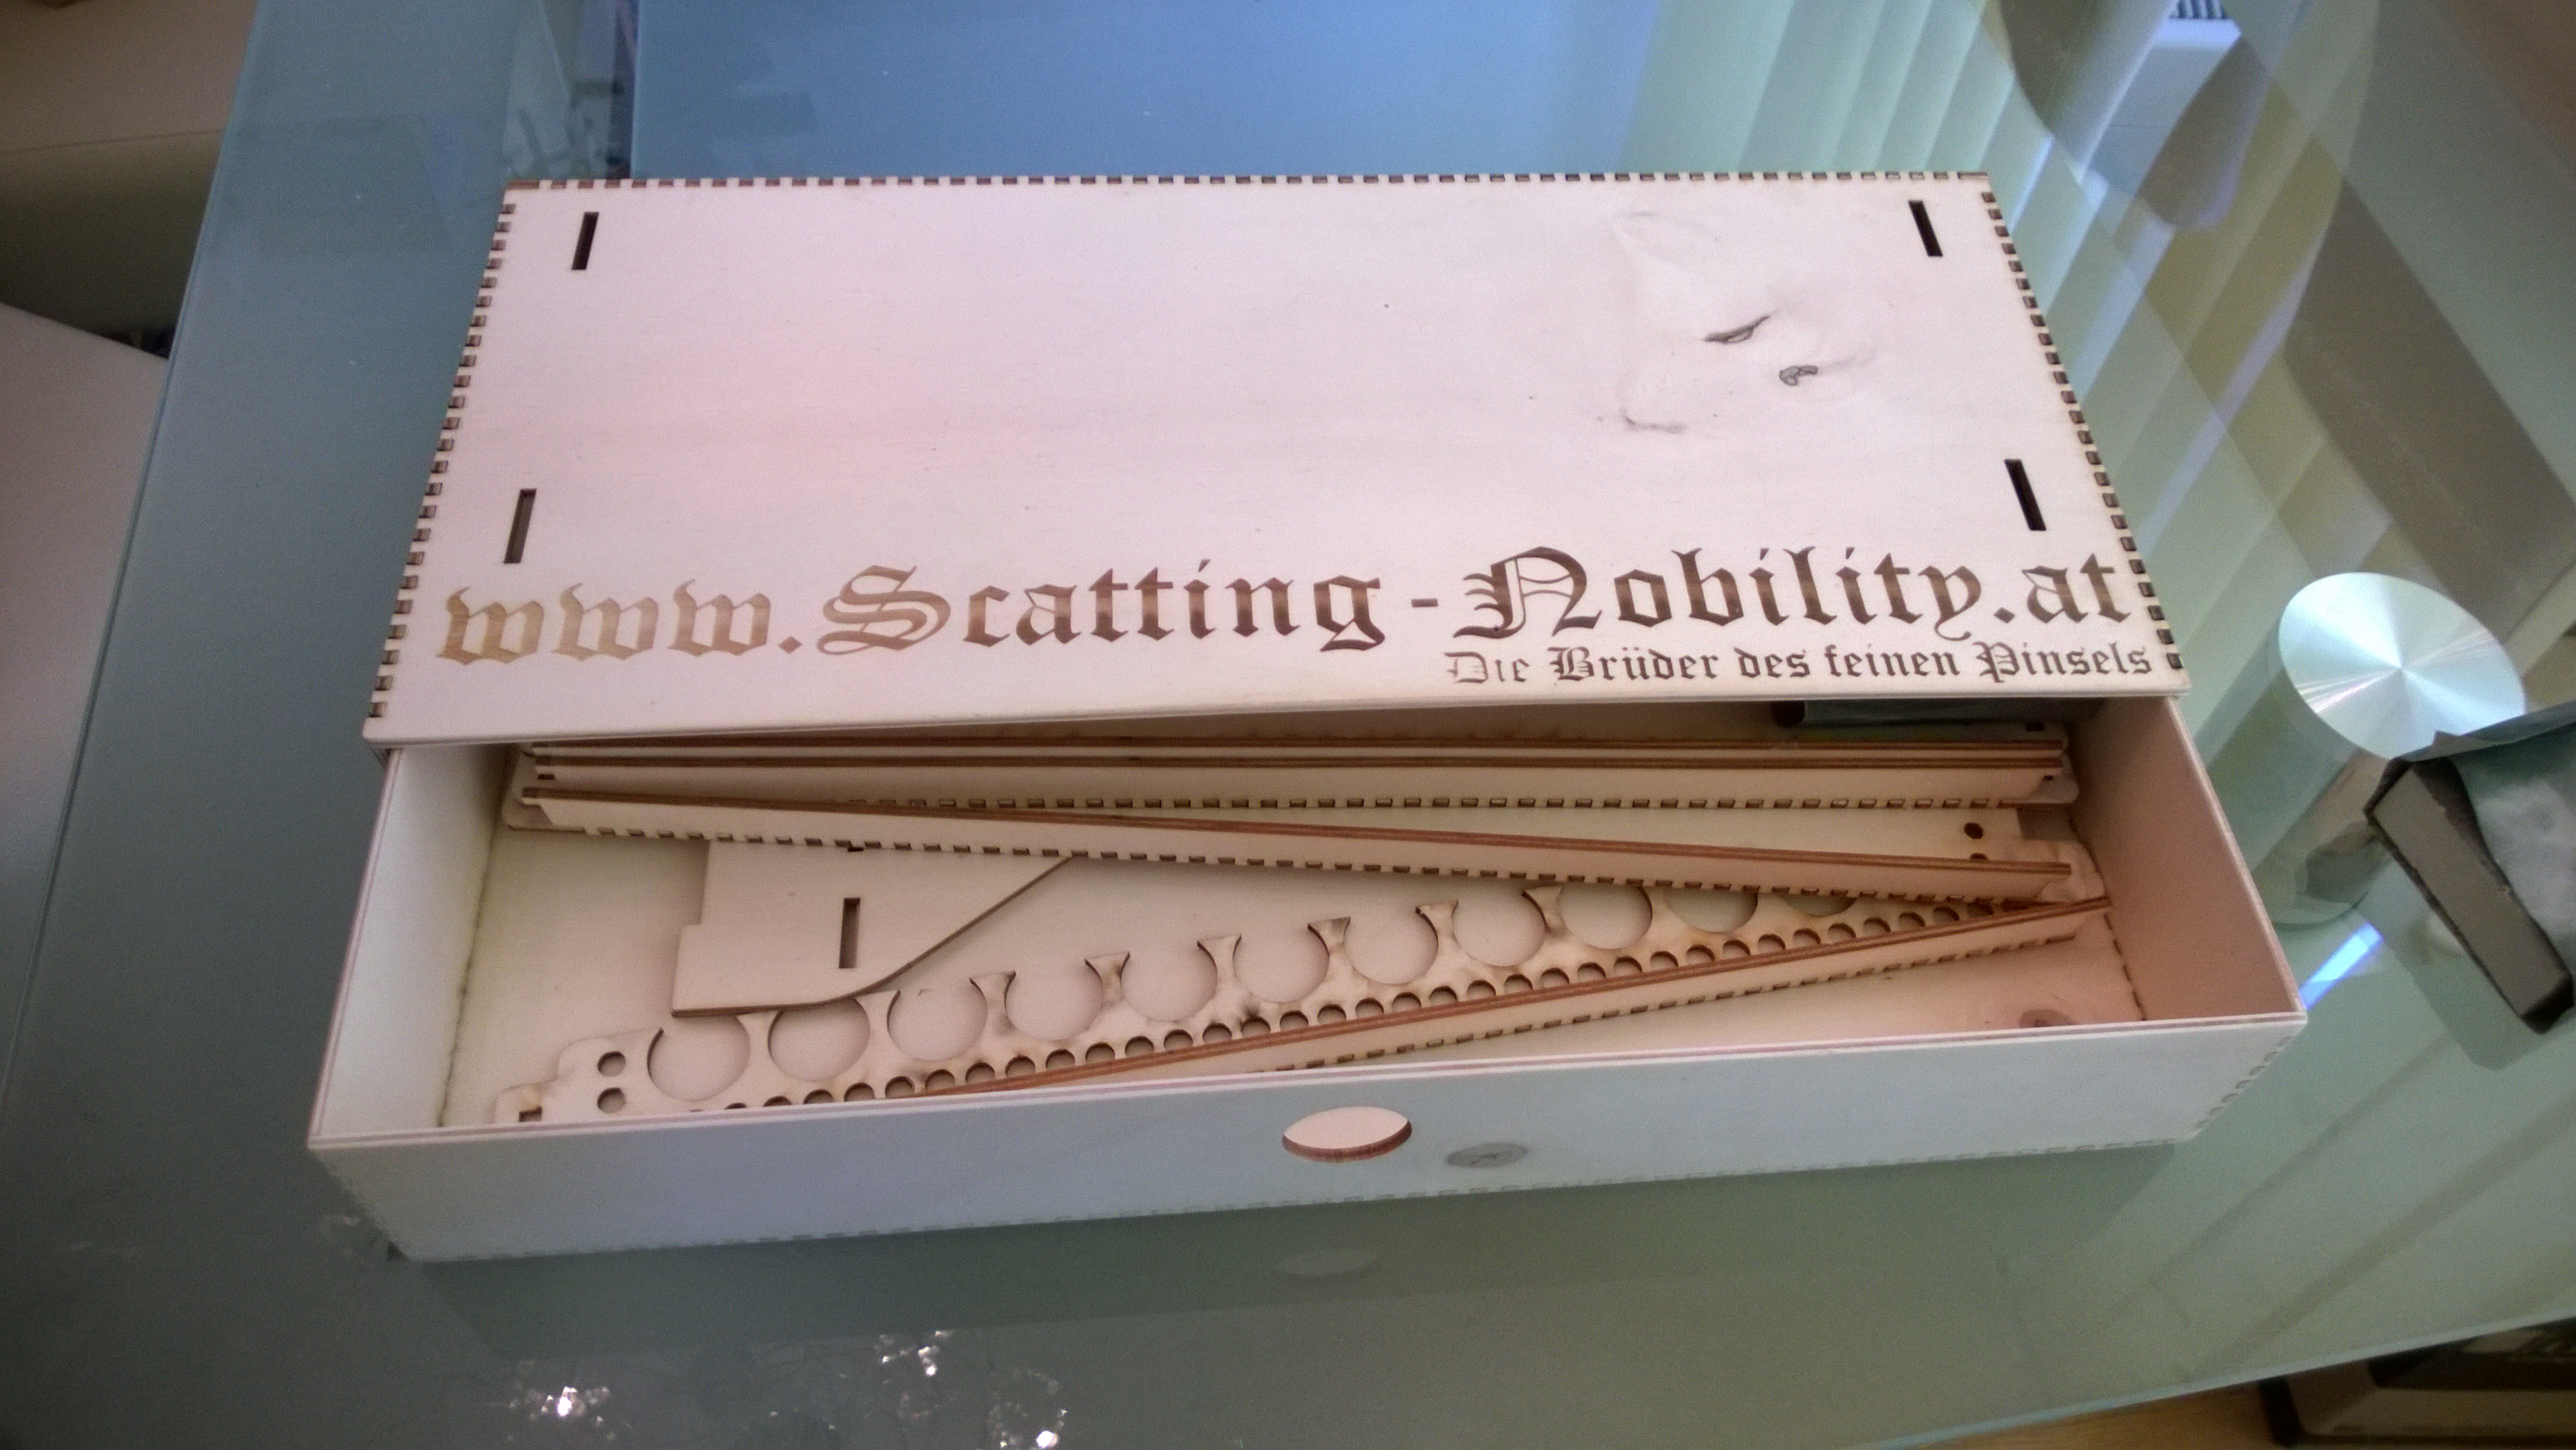 www.Scatting-Nobility.at
Die Brüder des feinen Pinsels